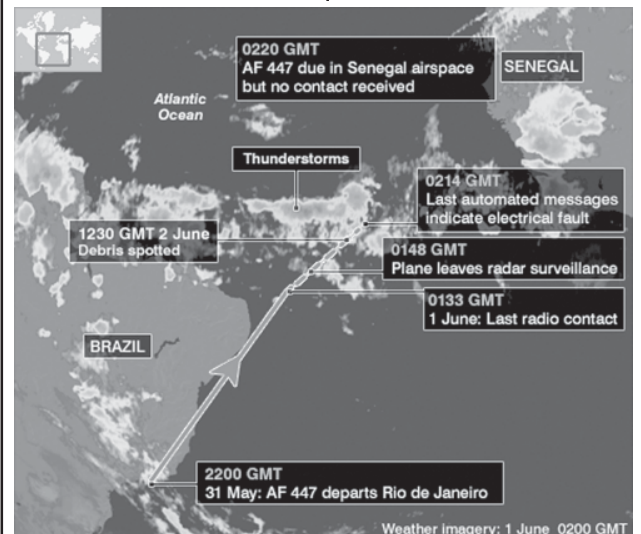 0220 GMT
AF 447 due in Senegal airspace
but no contact received
SENEGAL
Atlantic
Ocean
Thunderstorms
0214 GMT
Last automated messages
indicate electrical fault
1230 GMT 2 June
Debris spotted
0148 GMT
Plane leaves radar surveillance
0133 GMT
1 June: Last radio contact
BRAZIL
2200 GMT
31 May: AF 447 departs Rio de Janeiro
Weather imagery: 1 June 0200 GMT